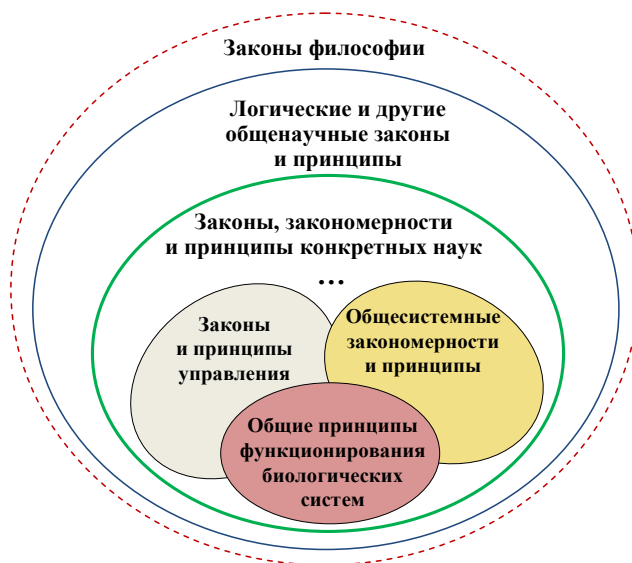 Законы философии
Логические и другие
общенаучные законы
и принципы
Законы, закономерности
и принципы конкретных наук
...
Законы
и принципы
управления
Общесистемные
закономерности
и принципы
Общие принципы
функционирования
биологических
систем